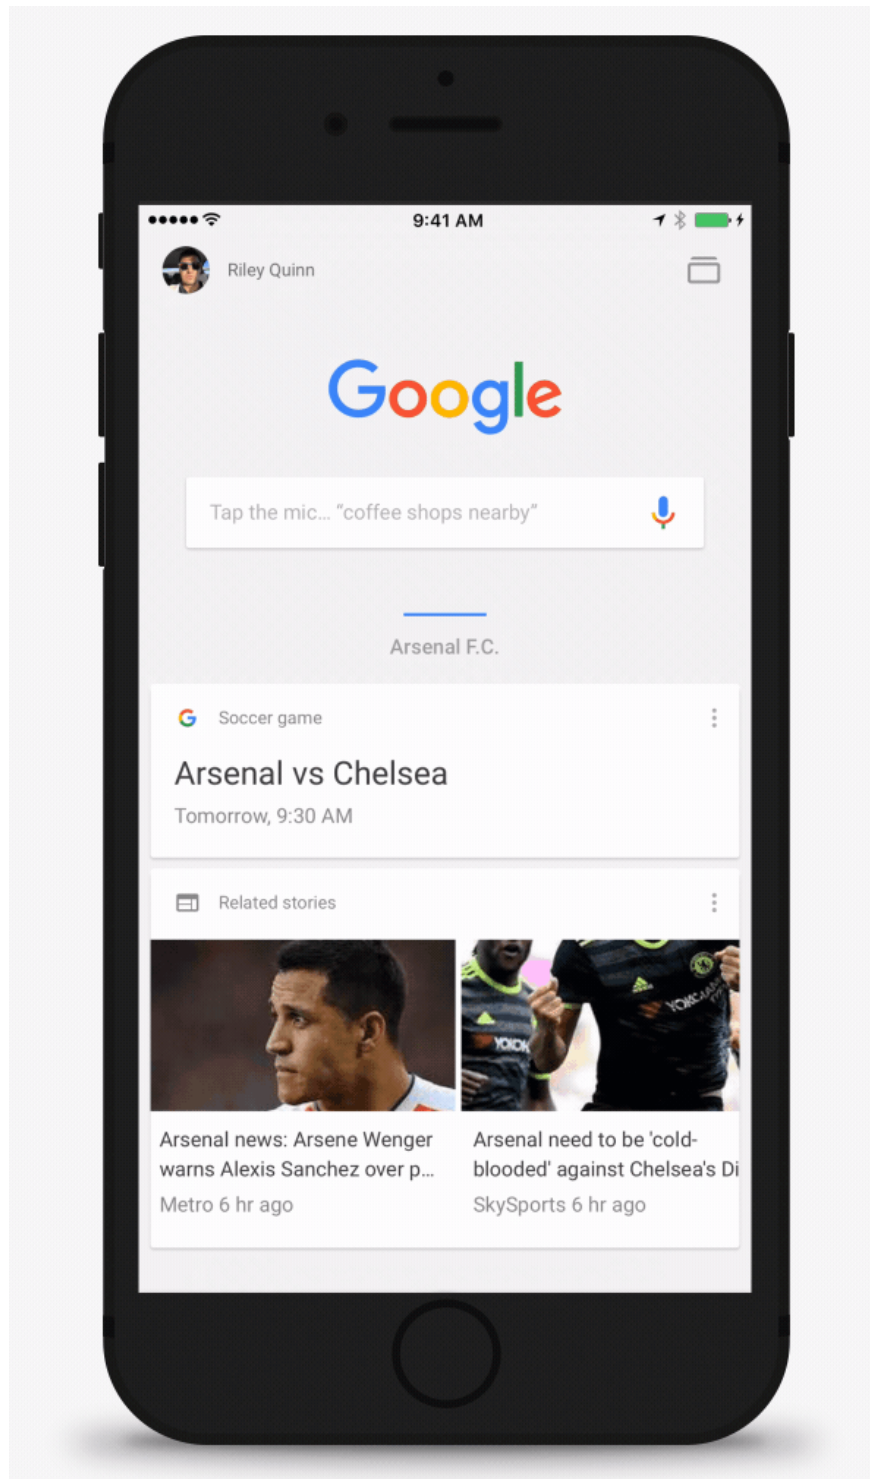 9:41 AM
Riley Quinn
Google
Tap the mic... “coffee shops nearby”
Arsenal F.C.
G Soccer game
Arsenal vs Chelsea
Tomorrow, 9:30 AM
Related stories
YOKOHAMA
Arsenal news: Arsene Wenger
warns Alexis Sanchez over p...
Metro 6 hr ago
Arsenal need to be 'cold-
blooded' against Chelsea's Di
SkySports 6 hr ago